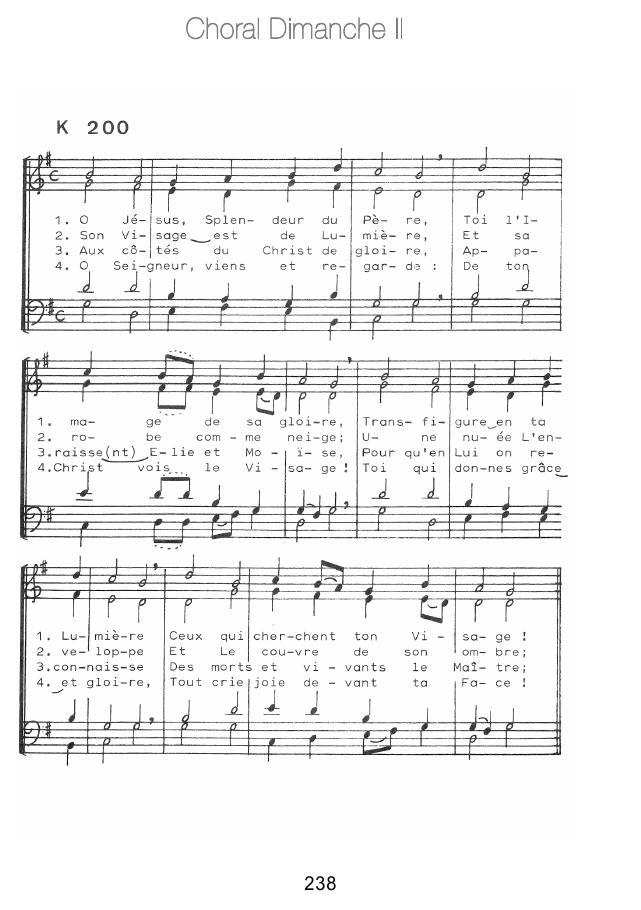 Choral Dimanche II
K 200
1. O Jé- sus, Splen- deur du Pè- re, Toi l'I-
2. Son Vi- sage est de Lu- miè- re, Et sa
3. Aux cô- tés du Christ de gloi- re, Ap- pa-
4. O Sei- gneur, viens et re- gar- de : De ton
1. ma- ge de sa gloi- re, Trans- fi- gure en ta
2. ro- be com- me neige; U- ne nu- ée L'en-
3.raisse(nt) E- lie et Mo- ï- se, Pour qu'en Lui on re-
4.Christ vois le Vi- sa- ge ! Toi qui don- nes grâce
1. Lu- miè- re Ceux qui cher- chent ton Vi- sa- ge !
2. ve- lop- pe Et Le cou- vre de son om- bre;
3.con- nais- se Des morts et vi- vants le Maî- tre;
4. et gloi- re, Tout crie joie de- vant ta Fa- ce !
238